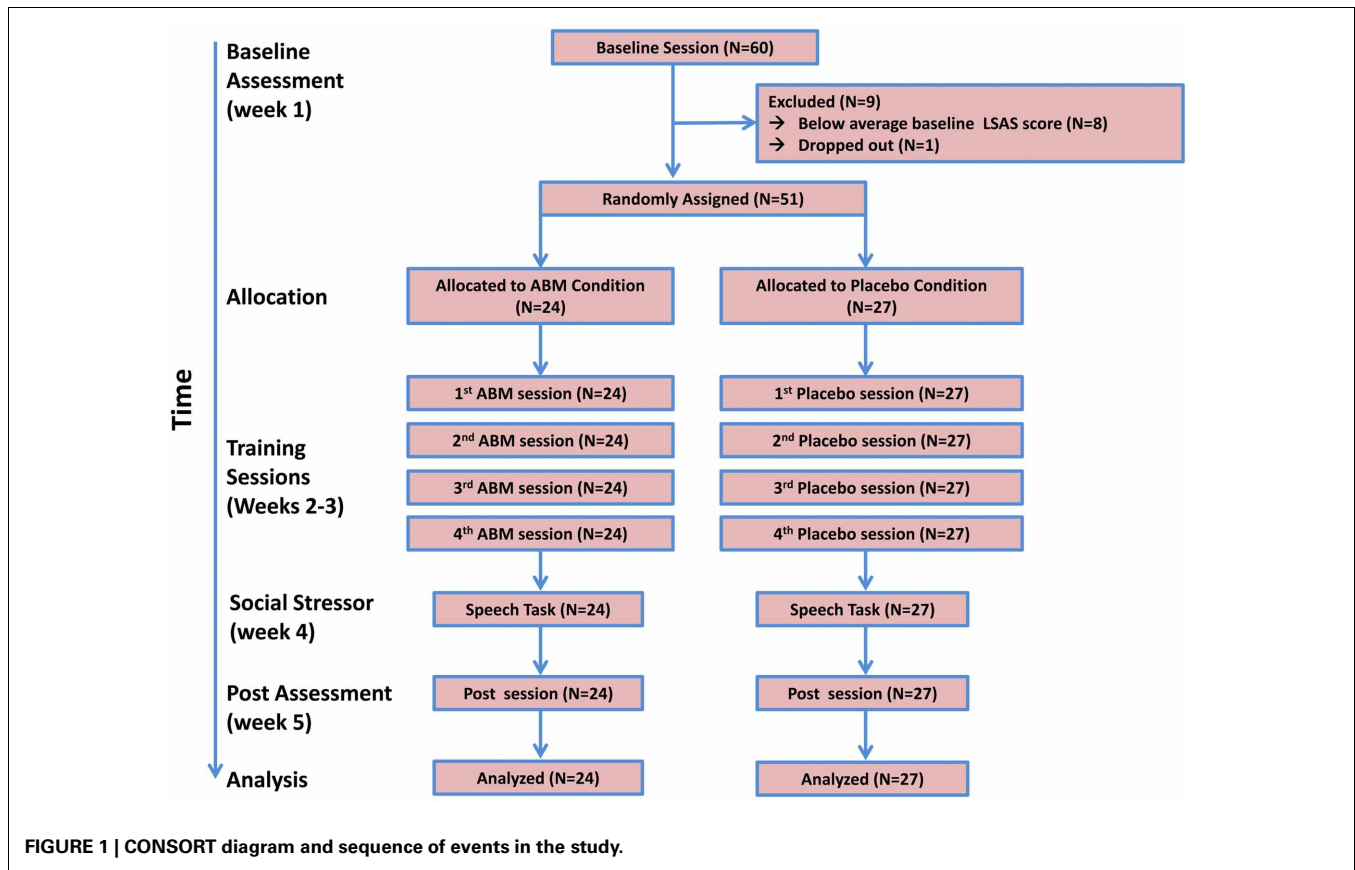 Baseline
Assessment
(week 1)
Baseline Session (N=60)
Excluded (N=9)
→ Below average baseline LSAS score (N=8)
→ Dropped out (N=1)
Randomly Assigned (N=51)
Allocation
Allocated to ABM Condition
(N=24)
Allocated to Placebo Condition
(N=27)
Time
Training
Sessions
(Weeks 2-3)
1st ABM session (N=24)
1st Placebo session (N=27)
2nd ABM session (N=24)
2nd Placebo session (N=27)
3rd ABM session (N=24)
3rd Placebo session (N=27)
4th ABM session (N=24)
4th Placebo session (N=27)
Social Stressor
(week 4)
Speech Task (N=24)
Speech Task (N=27)
Post Assessment
(week 5)
Post session (N=24)
Post session (N=27)
Analysis
Analyzed (N=24)
Analyzed (N=27)
FIGURE 1 | CONSORT diagram and sequence of events in the study.